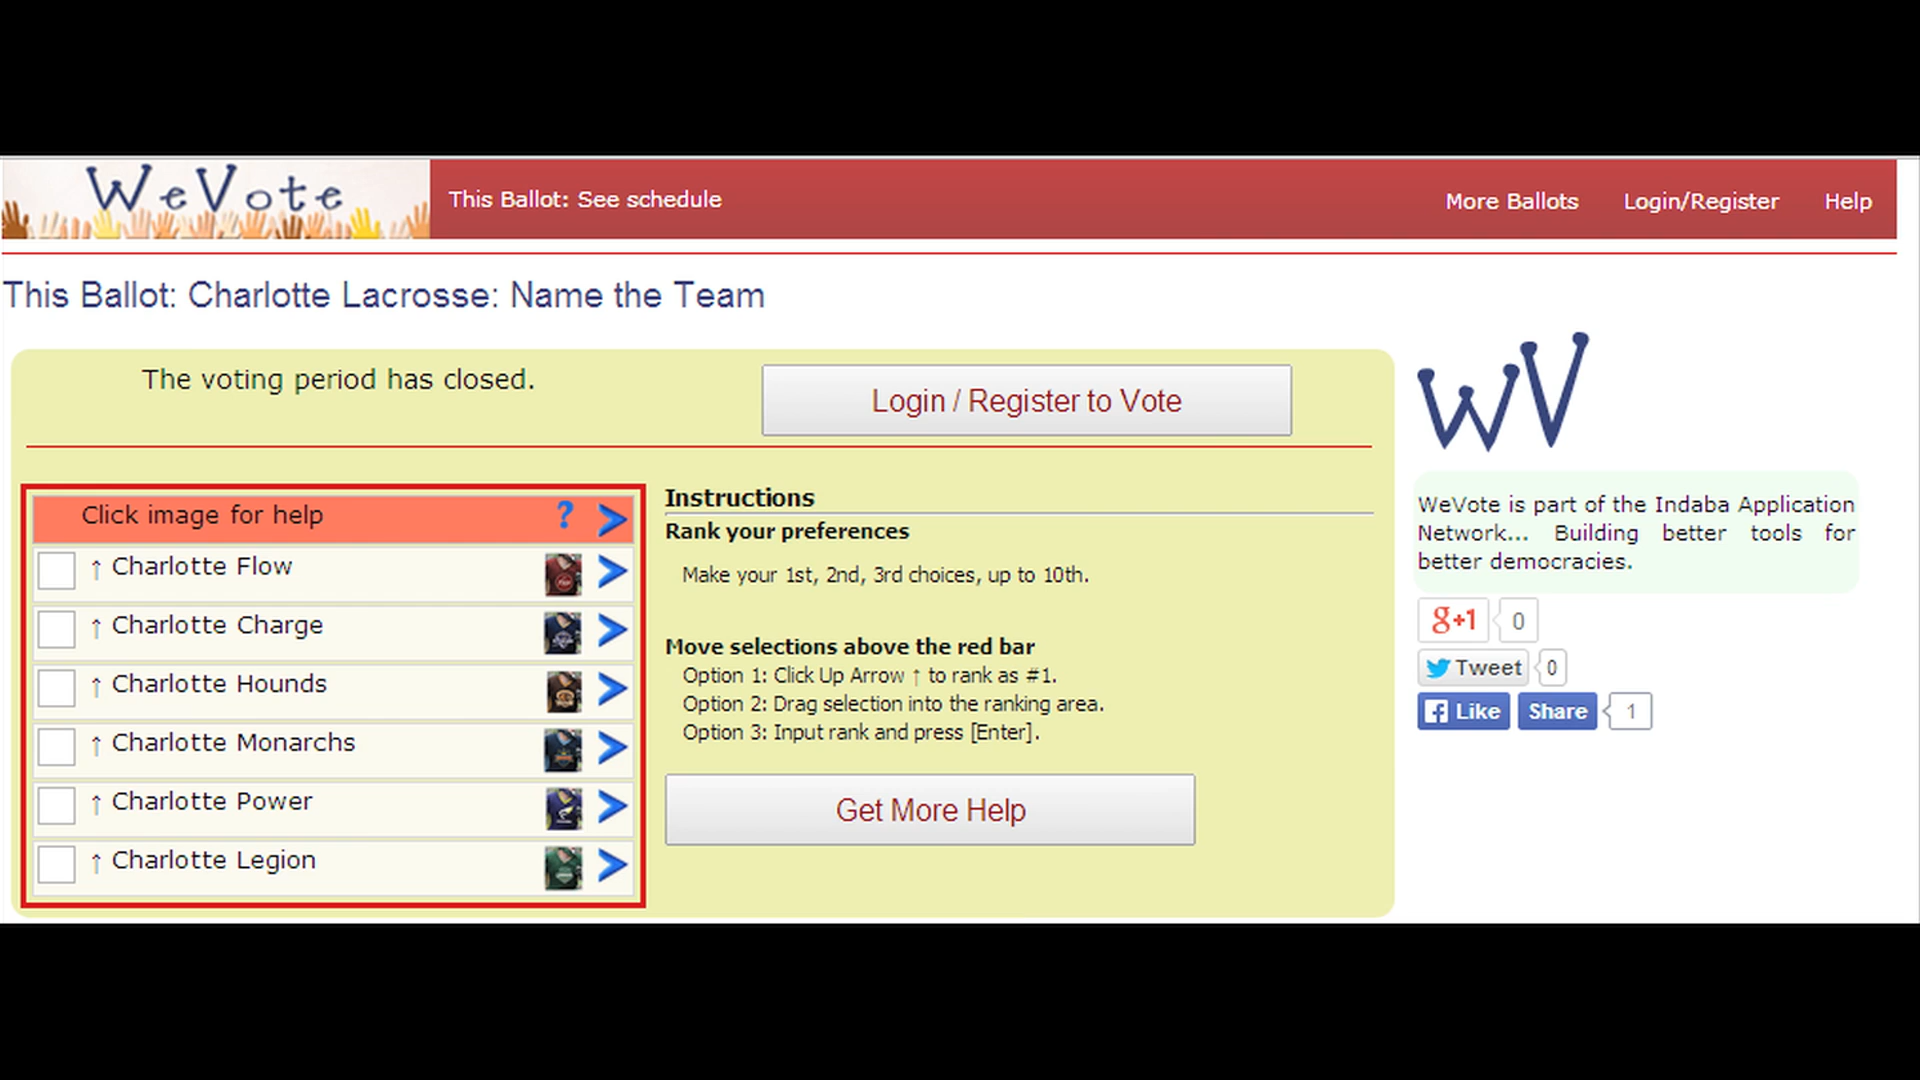 WeVote
This Ballot: See schedule
More Ballots
Login/Register
Help
This Ballot: Charlotte Lacrosse: Name the Team
The voting period has closed.
Login / Register to Vote
Click image for help ?
↑ Charlotte Flow
↑ Charlotte Charge
↑ Charlotte Hounds
↑ Charlotte Monarchs
↑ Charlotte Power
↑ Charlotte Legion
Instructions
Rank your preferences
Make your 1st, 2nd, 3rd choices, up to 10th.
Move selections above the red bar
Option 1: Click Up Arrow ↑ to rank as #1.
Option 2: Drag selection into the ranking area.
Option 3: Input rank and press [Enter].
Get More Help
WV
WeVote is part of the Indaba Application
Network... Building better tools for
better democracies.
g+1 0
Tweet 0
f Like Share 1